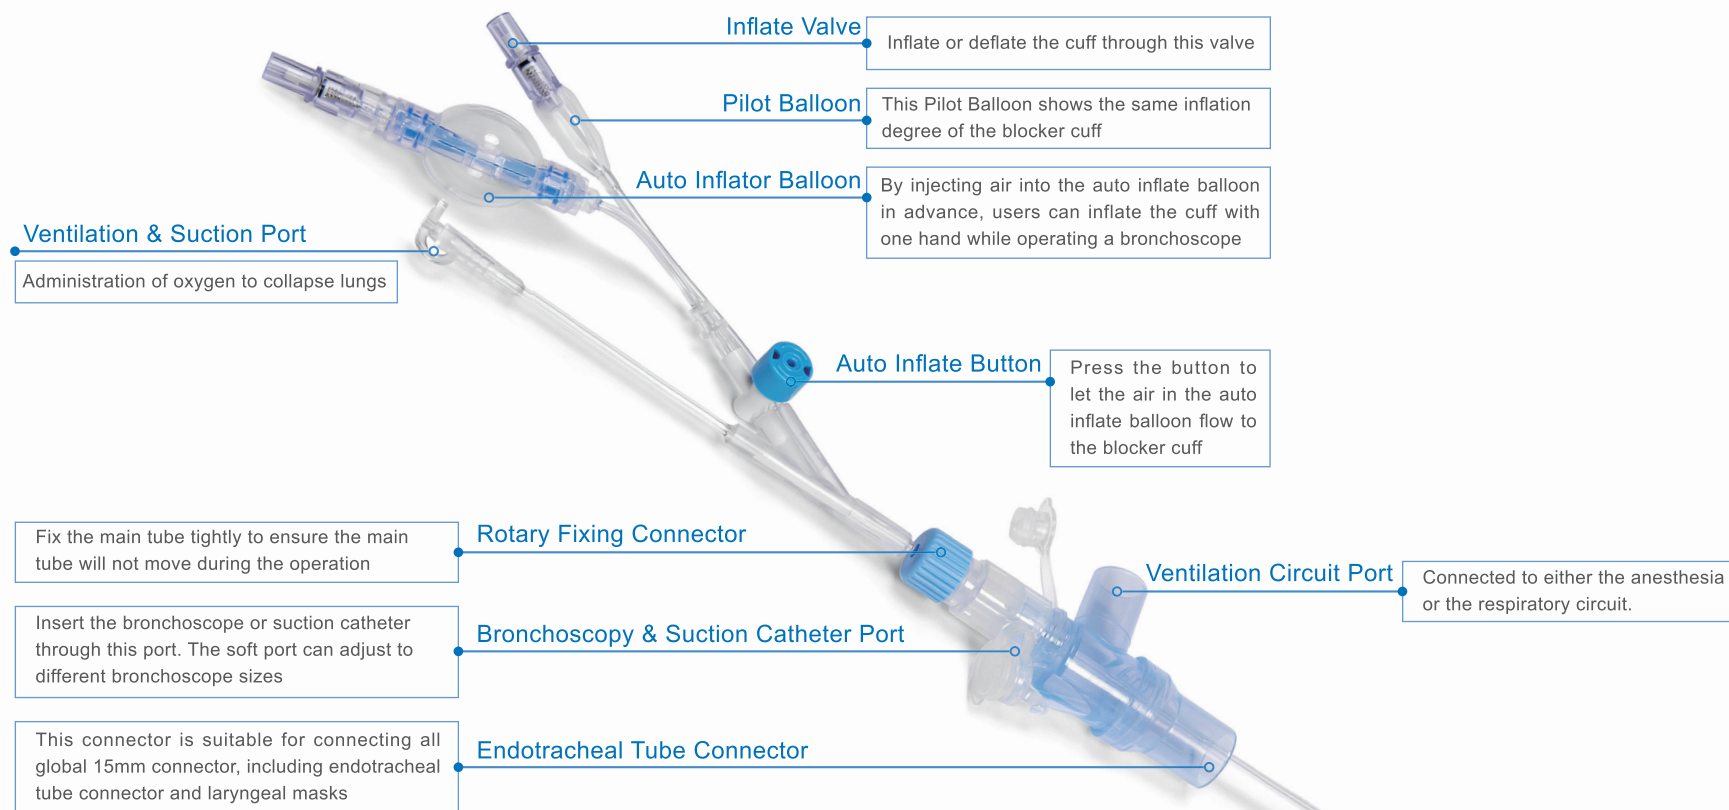 Inflate Valve
Inflate or deflate the cuff through this valve
Pilot Balloon
This Pilot Balloon shows the same inflation
degree of the blocker cuff
Auto Inflator Balloon
By injecting air into the auto inflate balloon
in advance, users can inflate the cuff with
one hand while operating a bronchoscope
Ventilation & Suction Port
Administration of oxygen to collapse lungs
Auto Inflate Button
Press the button to
let the air in the auto
inflate balloon flow to
the blocker cuff
Rotary Fixing Connector
Fix the main tube tightly to ensure the main
tube will not move during the operation
Ventilation Circuit Port
Connected to either the anesthesia
or the respiratory circuit.
Bronchoscopy & Suction Catheter Port
Insert the bronchoscope or suction catheter
through this port. The soft port can adjust to
different bronchoscope sizes
Endotracheal Tube Connector
This connector is suitable for connecting all
global 15mm connector, including endotracheal
tube connector and laryngeal masks